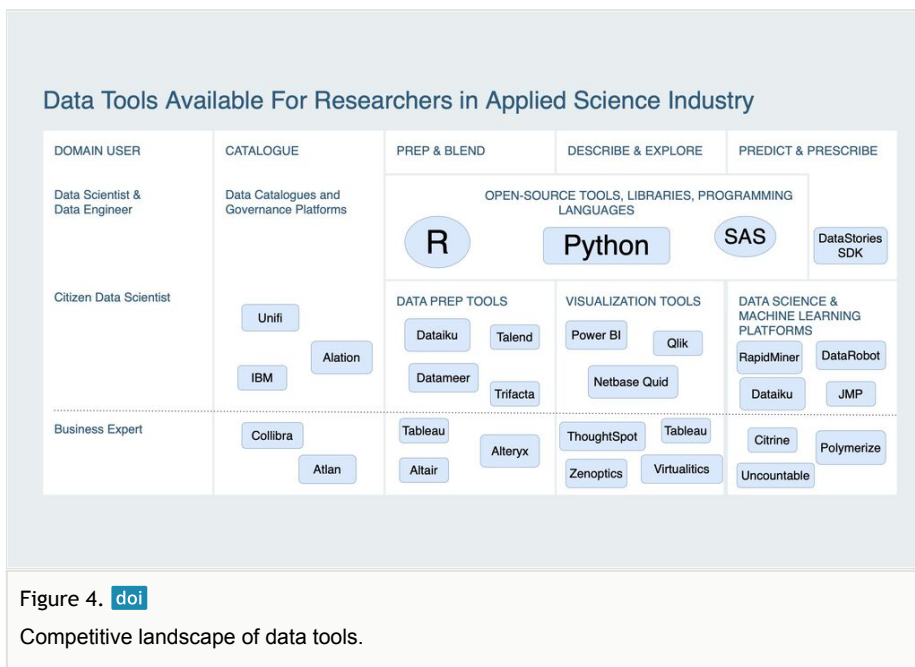 Data Tools Available For Researchers in Applied Science Industry
DOMAIN USER
CATALOGUE
PREP & BLEND
DESCRIBE & EXPLORE
PREDICT & PRESCRIBE
Data Scientist &
Data Engineer
Data Catalogues and
Governance Platforms
OPEN-SOURCE TOOLS, LIBRARIES, PROGRAMMING
LANGUAGES
R
Python
SAS
DataStories
SDK
Citizen Data Scientist
Unifi
Alation
IBM
DATA PREP TOOLS
Dataiku
Talend
Datameer
Trifacta
VISUALIZATION TOOLS
Power BI
Qlik
Netbase Quid
DATA SCIENCE &
MACHINE LEARNING
PLATFORMS
RapidMiner
DataRobot
Dataiku
JMP
Business Expert
Collibra
Atlan
Tableau
Alteryx
Altair
ThoughtSpot
Tableau
Zenoptics
Virtualitics
Citrine
Polymerize
Uncountable
Figure 4. doi
Competitive landscape of data tools.